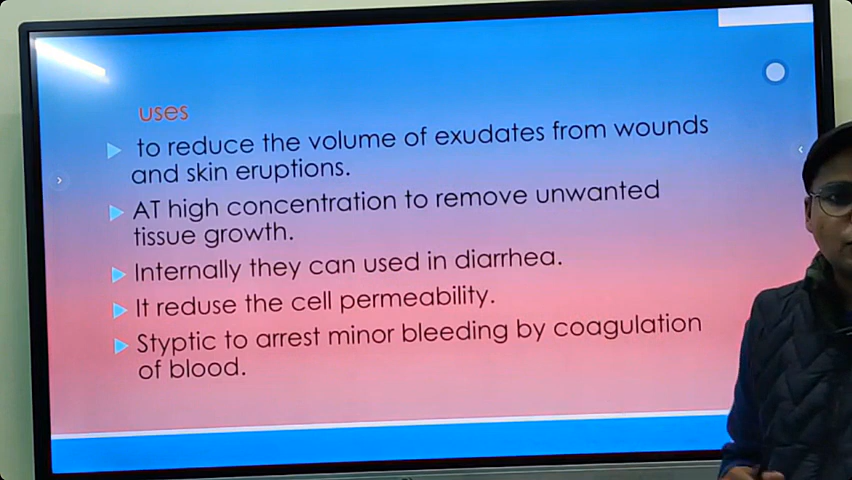 uses
to reduce the volume of exudates from wounds
and skin eruptions.
AT high concentration to remove unwanted
tissue growth.
Internally they can used in diarrhea.
It reduse the cell permeability.
Styptic to arrest minor bleeding by coagulation
of blood.